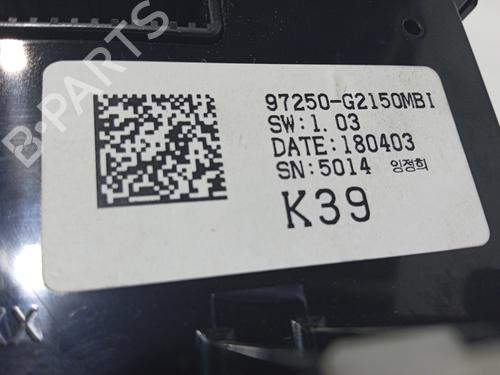 97250-G2150MBI
SW:1.03
DATE:180403
SN:5014 임정희
K39
B-PARTS